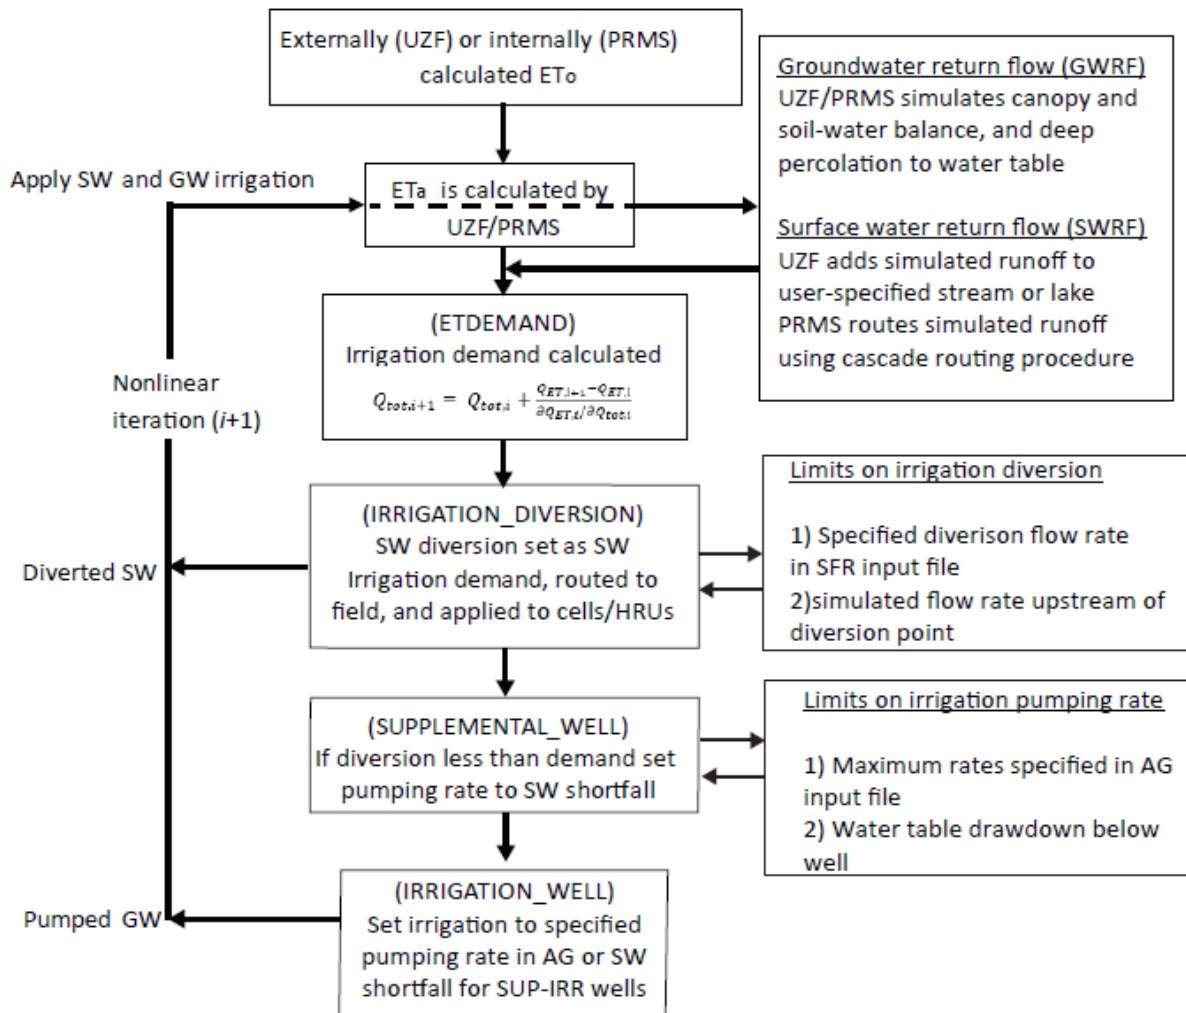 Externally (UZF) or internally (PRMS)
calculated ETo
Groundwater return flow (GWRF)
UZF/PRMS simulates canopy and
soil-water balance, and deep
percolation to water table
Surface water return flow (SWRF)
UZF adds simulated runoff to
user-specified stream or lake
PRMS routes simulated runoff
using cascade routing procedure
Apply SW and GW irrigation
ETa is calculated by
UZF/PRMS
(ETDEMAND)
Irrigation demand calculated
Q_{tot,i+1} = Q_{tot,i} + \frac{Q_{ET,i+1}-Q_{ET,i}}{∂Q_{ET,i}/∂Q_{tot,i}}
Nonlinear
iteration (i+1)
(IRRIGATION_DIVERSION)
SW diversion set as SW
Irrigation demand, routed to
field, and applied to cells/HRUs
Limits on irrigation diversion
1) Specified diverison flow rate
in SFR input file
2)simulated flow rate upstream of
diversion point
Diverted SW
(SUPPLEMENTAL_WELL)
If diversion less than demand set
pumping rate to SW shortfall
Limits on irrigation pumping rate
1) Maximum rates specified in AG
input file
2) Water table drawdown below
well
(IRRIGATION_WELL)
Set irrigation to specified
pumping rate in AG or SW
shortfall for SUP-IRR wells
Pumped GW